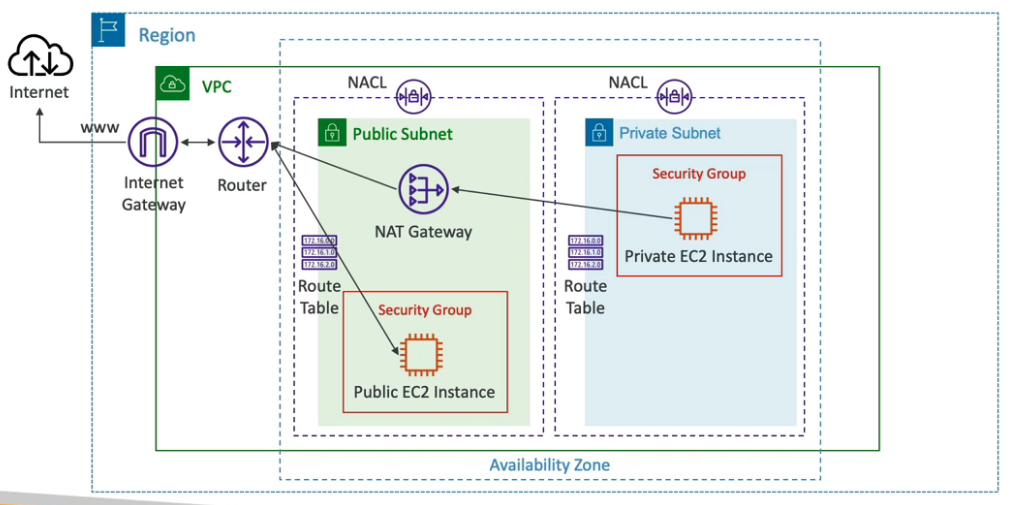 Region
Internet
VPC
www
Internet
Gateway
Router
NACL
Public Subnet
NAT Gateway
172.16.0.0
172.16.1.0
172.16.2.0
Route
Table
Security Group
Public EC2 Instance
NACL
Private Subnet
Security Group
Private EC2 Instance
172.16.0.0
172.16.1.0
172.16.2.0
Route
Table
Availability Zone